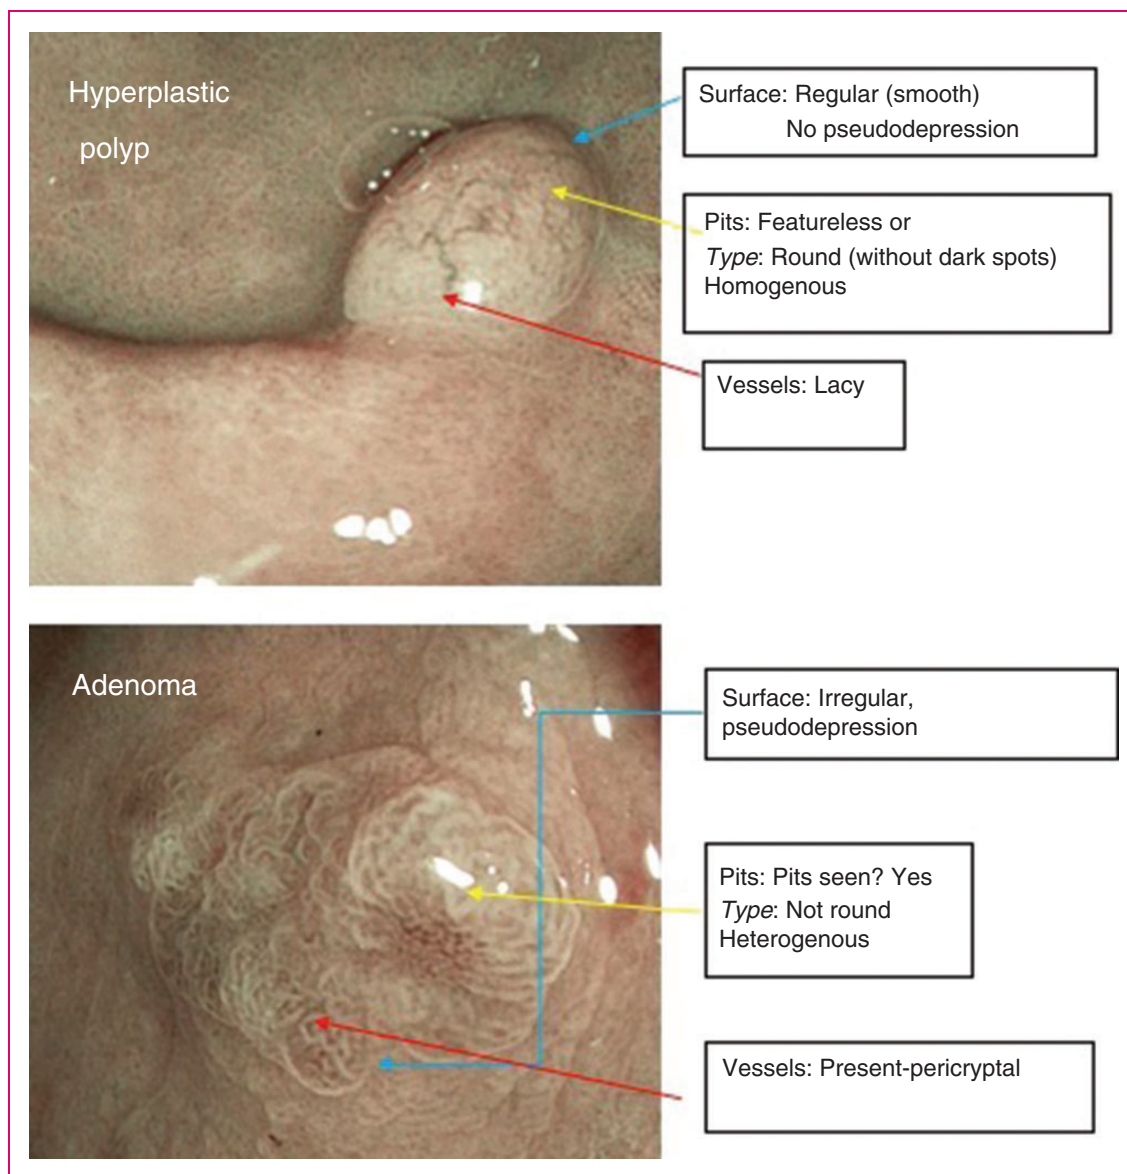 Hyperplastic
polyp
Surface: Regular (smooth)
No pseudodepression
Pits: Featureless or
Type: Round (without dark spots)
Homogenous
Vessels: Lacy
Adenoma
Surface: Irregular,
pseudodepression
Pits: Pits seen? Yes
Type: Not round
Heterogenous
Vessels: Present-pericryptal